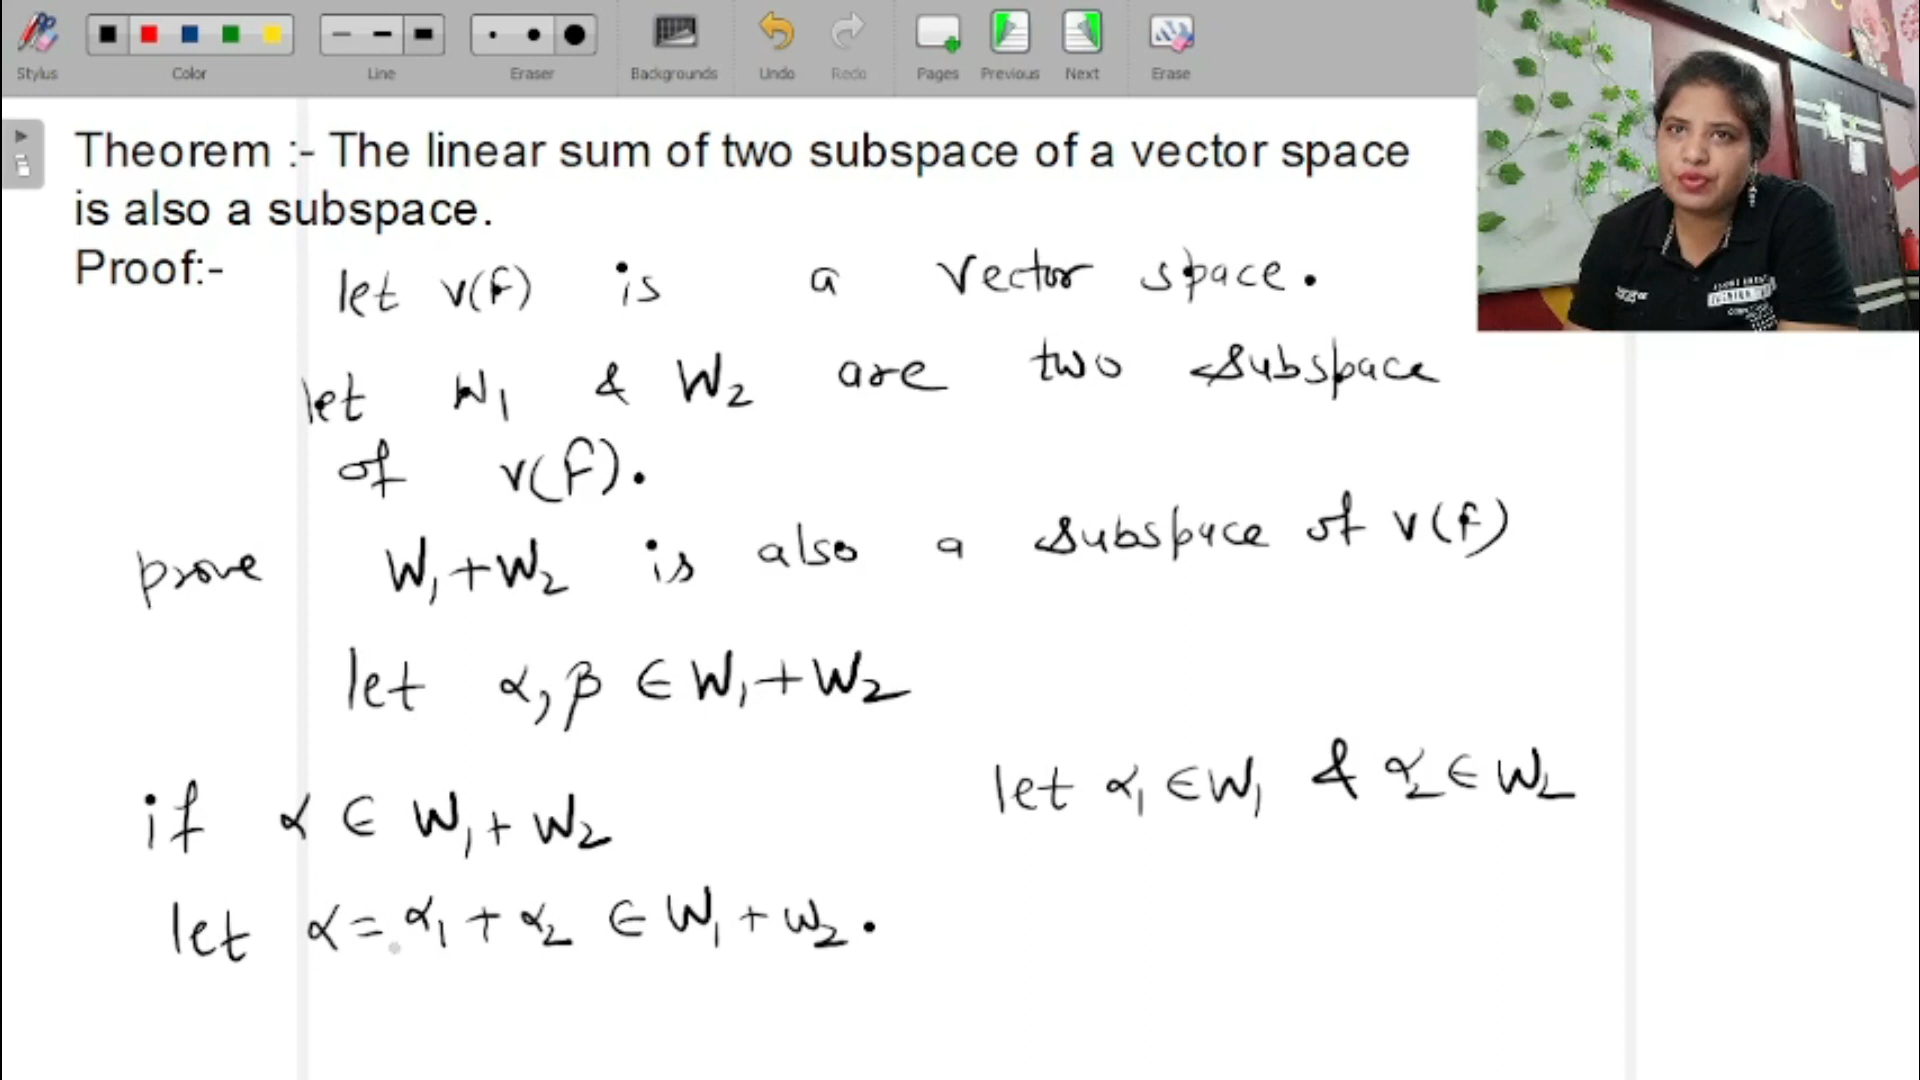 Stylus Color Line Eraser Backgrounds Undo Redo Pages Previous Next Erase
Theorem :- The linear sum of two subspace of a vector space
is also a subspace.
Proof:-
let v(F) is a vector space.
let W1 & W2 are two subspace
of v(F).
prove W1+W2 is also a subspace of v(F)
let α, β ∈ W1+W2
if α ∈ W1+W2
let α1 ∈ W1 & α2 ∈ W2
let α = α1 + α2 ∈ W1 + W2.